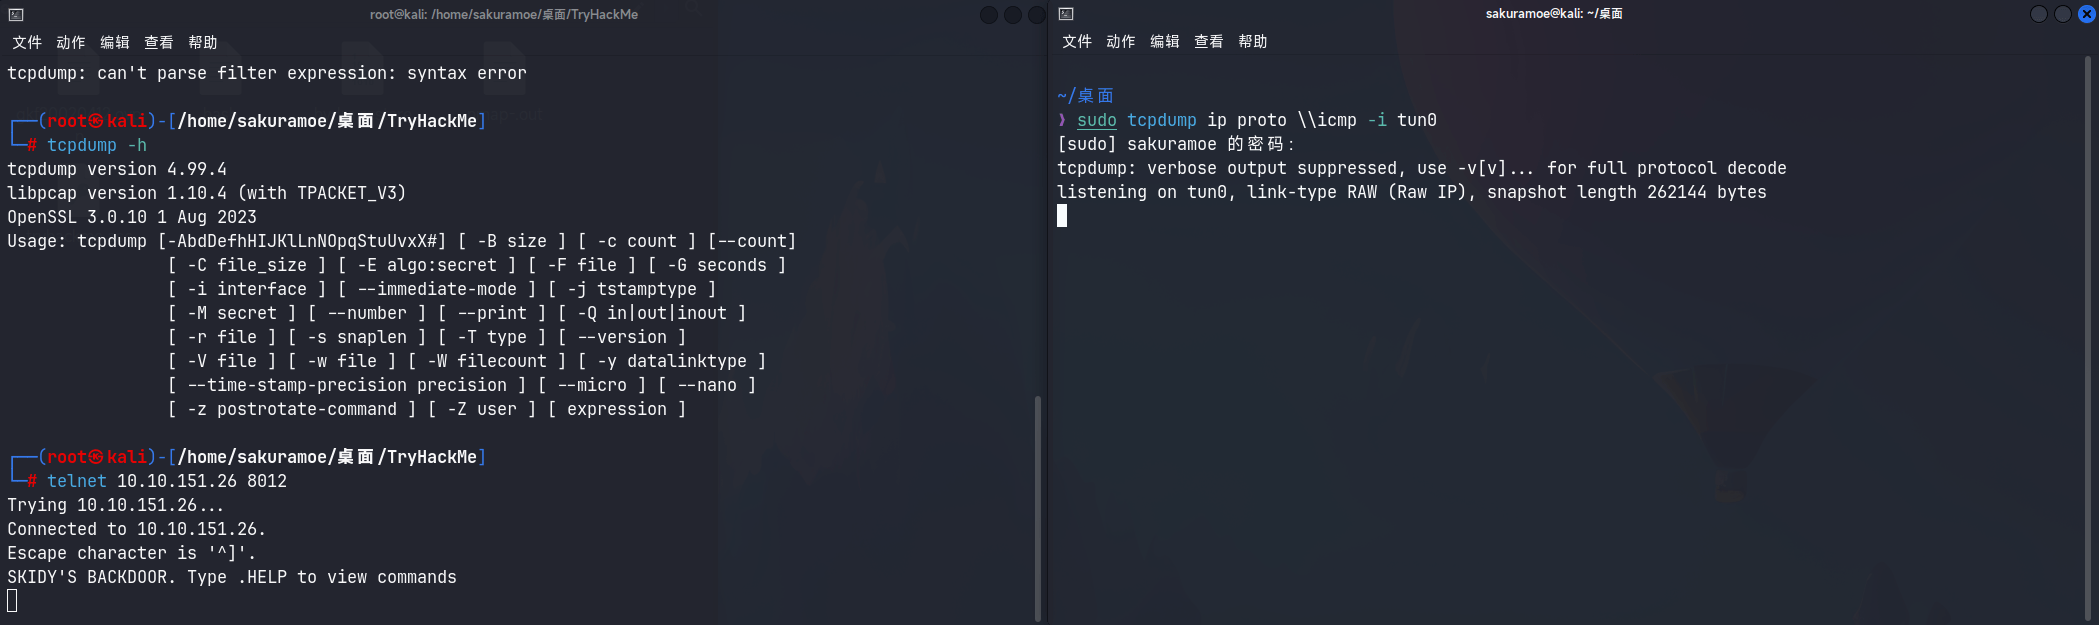 root@kali: /home/sakuramoe/桌面/TryHackMe
文件 动作 编辑 查看 帮助
tcpdump: can't parse filter expression: syntax error
┌──(root㉿kali)-[/home/sakuramoe/桌面/TryHackMe]
└─# tcpdump -h
tcpdump version 4.99.4
libpcap version 1.10.4 (with TPACKET_V3)
OpenSSL 3.0.10 1 Aug 2023
Usage: tcpdump [-AbdDefhHIJKlLnNOpqStuUvxX#] [ -B size ] [ -c count ] [--count]
[ -C file_size ] [ -E algo:secret ] [ -F file ] [ -G seconds ]
[ -i interface ] [ --immediate-mode ] [ -j tstamptype ]
[ -M secret ] [ --number ] [ --print ] [ -Q in|out|inout ]
[ -r file ] [ -s snaplen ] [ -T type ] [ --version ]
[ -V file ] [ -w file ] [ -W filecount ] [ -y datalinktype ]
[ --time-stamp-precision precision ] [ --micro ] [ --nano ]
[ -z postrotate-command ] [ -Z user ] [ expression ]
┌──(root㉿kali)-[/home/sakuramoe/桌面/TryHackMe]
└─# telnet 10.10.151.26 8012
Trying 10.10.151.26...
Connected to 10.10.151.26.
Escape character is '^]'.
SKIDY'S BACKDOOR. Type .HELP to view commands
sakuramoe@kali: ~/桌面
文件 动作 编辑 查看 帮助
~/桌面
❯ sudo tcpdump ip proto \\icmp -i tun0
[sudo] sakuramoe 的密码：
tcpdump: verbose output suppressed, use -v[v]... for full protocol decode
listening on tun0, link-type RAW (Raw IP), snapshot length 262144 bytes